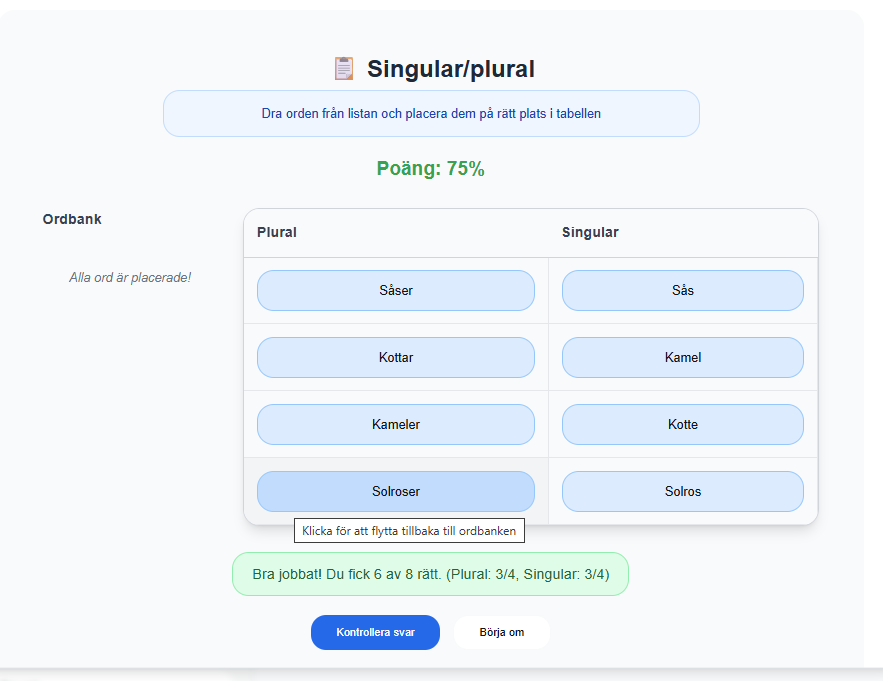 Singular/plural
Dra orden från listan och placera dem på rätt plats i tabellen
Poäng: 75%
Ordbank
Alla ord är placerade!
Plural Singular
Såser Sås
Kottar Kamel
Kameler Kotte
Solroser Solros
Klicka för att flytta tillbaka till ordbanken
Bra jobbat! Du fick 6 av 8 rätt. (Plural: 3/4, Singular: 3/4)
Kontrollera svar Börja om